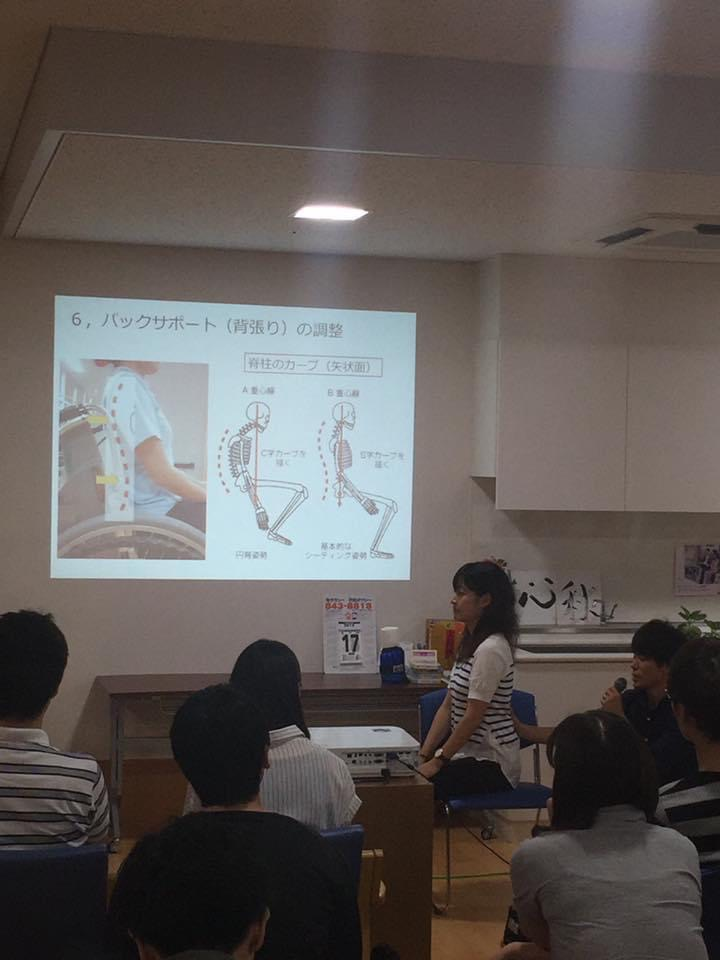 6，バックサポート（背張り）の調整
脊柱のカーブ（矢状面）
A:重心線
B:重心線
C字カーブを
描く
S字カーブを
描く
円背姿勢
基本的な
シーティング姿勢
843-8818
17
心